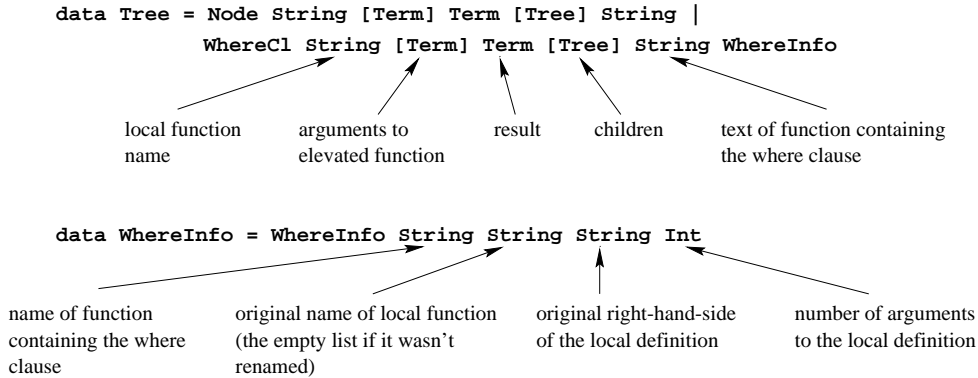 data Tree = Node String [Term] Term [Tree] String |
WhereCl String [Term] Term [Tree] String WhereInfo
local function
name
arguments to
elevated function
result
children
text of function containing
the where clause
data WhereInfo = WhereInfo String String String Int
name of function
containing the where
clause
original name of local function
(the empty list if it wasn't
renamed)
original right-hand-side
of the local definition
number of arguments
to the local definition